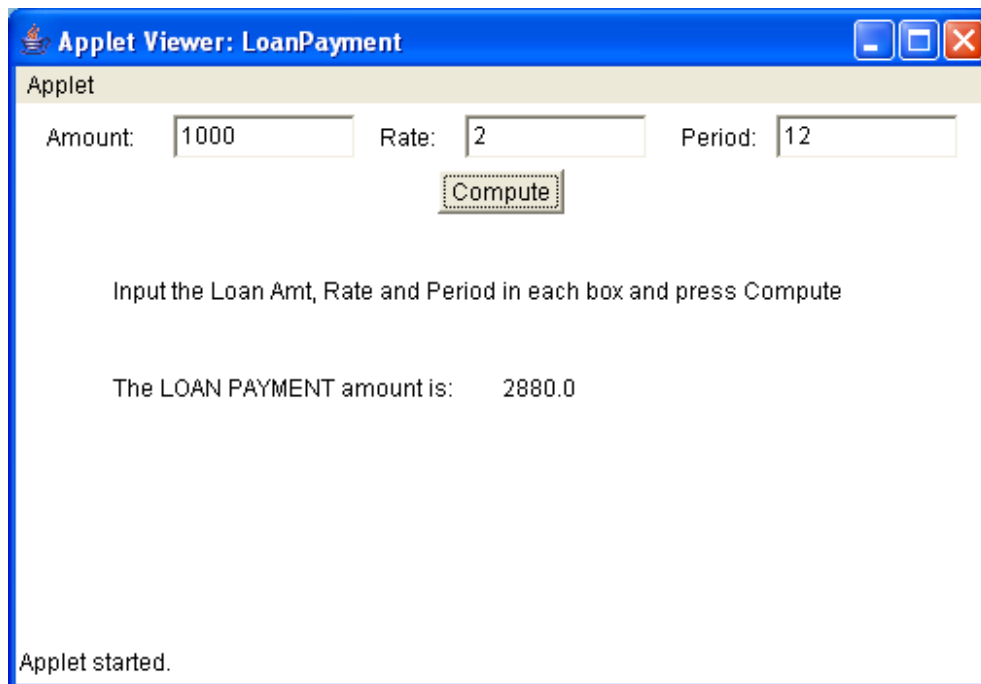 Applet Viewer: LoanPayment
Applet
Amount: 1000 Rate: 2 Period: 12
Compute
Input the Loan Amt, Rate and Period in each box and press Compute
The LOAN PAYMENT amount is: 2880.0
Applet started.